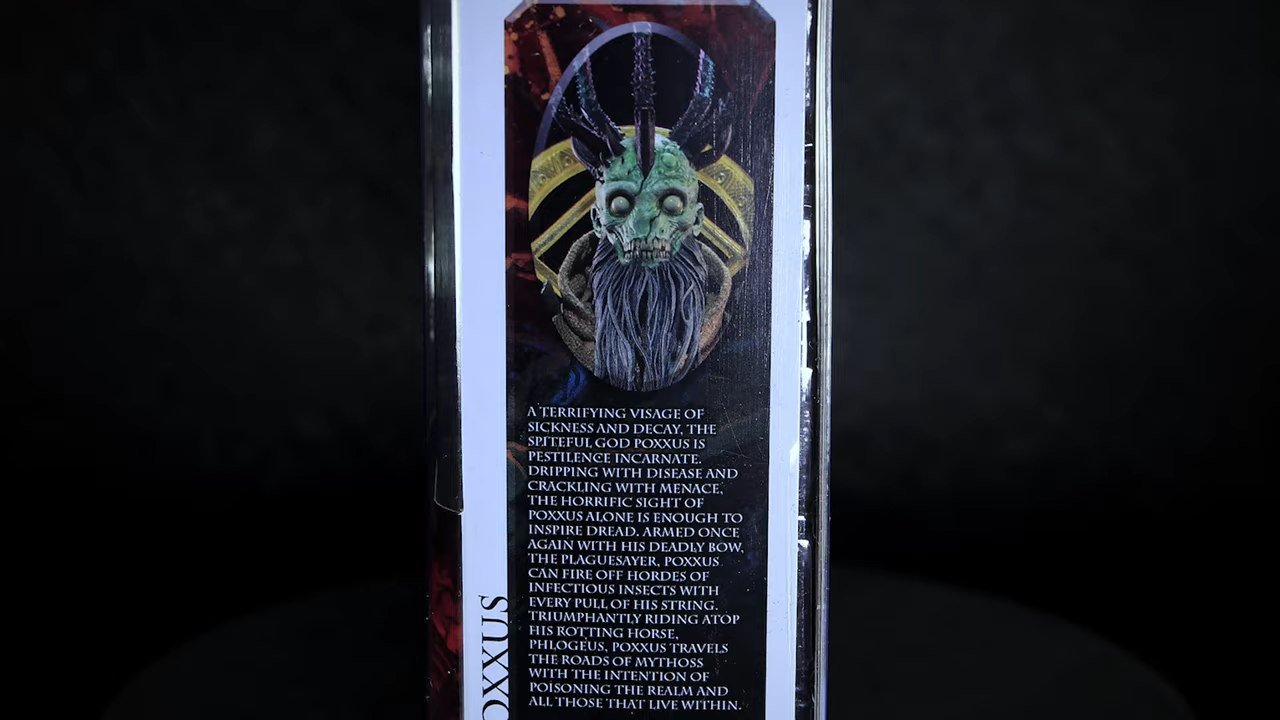 A TERRIFYING VISAGE OF
SICKNESS AND DECAY, THE
SPITEFUL GOD POXXUS IS
PESTILENCE INCARNATE.
DRIPPING WITH DISEASE AND
CRACKLING WITH MENACE,
THE HORRIFIC SIGHT OF
POXXUS ALONE IS ENOUGH TO
INSPIRE DREAD. ARMED ONCE
AGAIN WITH HIS DEADLY BOW,
THE PLAGUESAYER, POXXUS
CAN FIRE OFF HORDES OF
INFECTIOUS INSECTS WITH
EVERY PULL OF HIS STRING.
TRIUMPHANTLY RIDING ATOP
HIS ROTTING HORSE,
PHLOGEUS, POXXUS TRAVELS
THE ROADS OF MYTHOSS
WITH THE INTENTION OF
POISONING THE REALM AND
ALL THOSE THAT LIVE WITHIN.
OXXUS